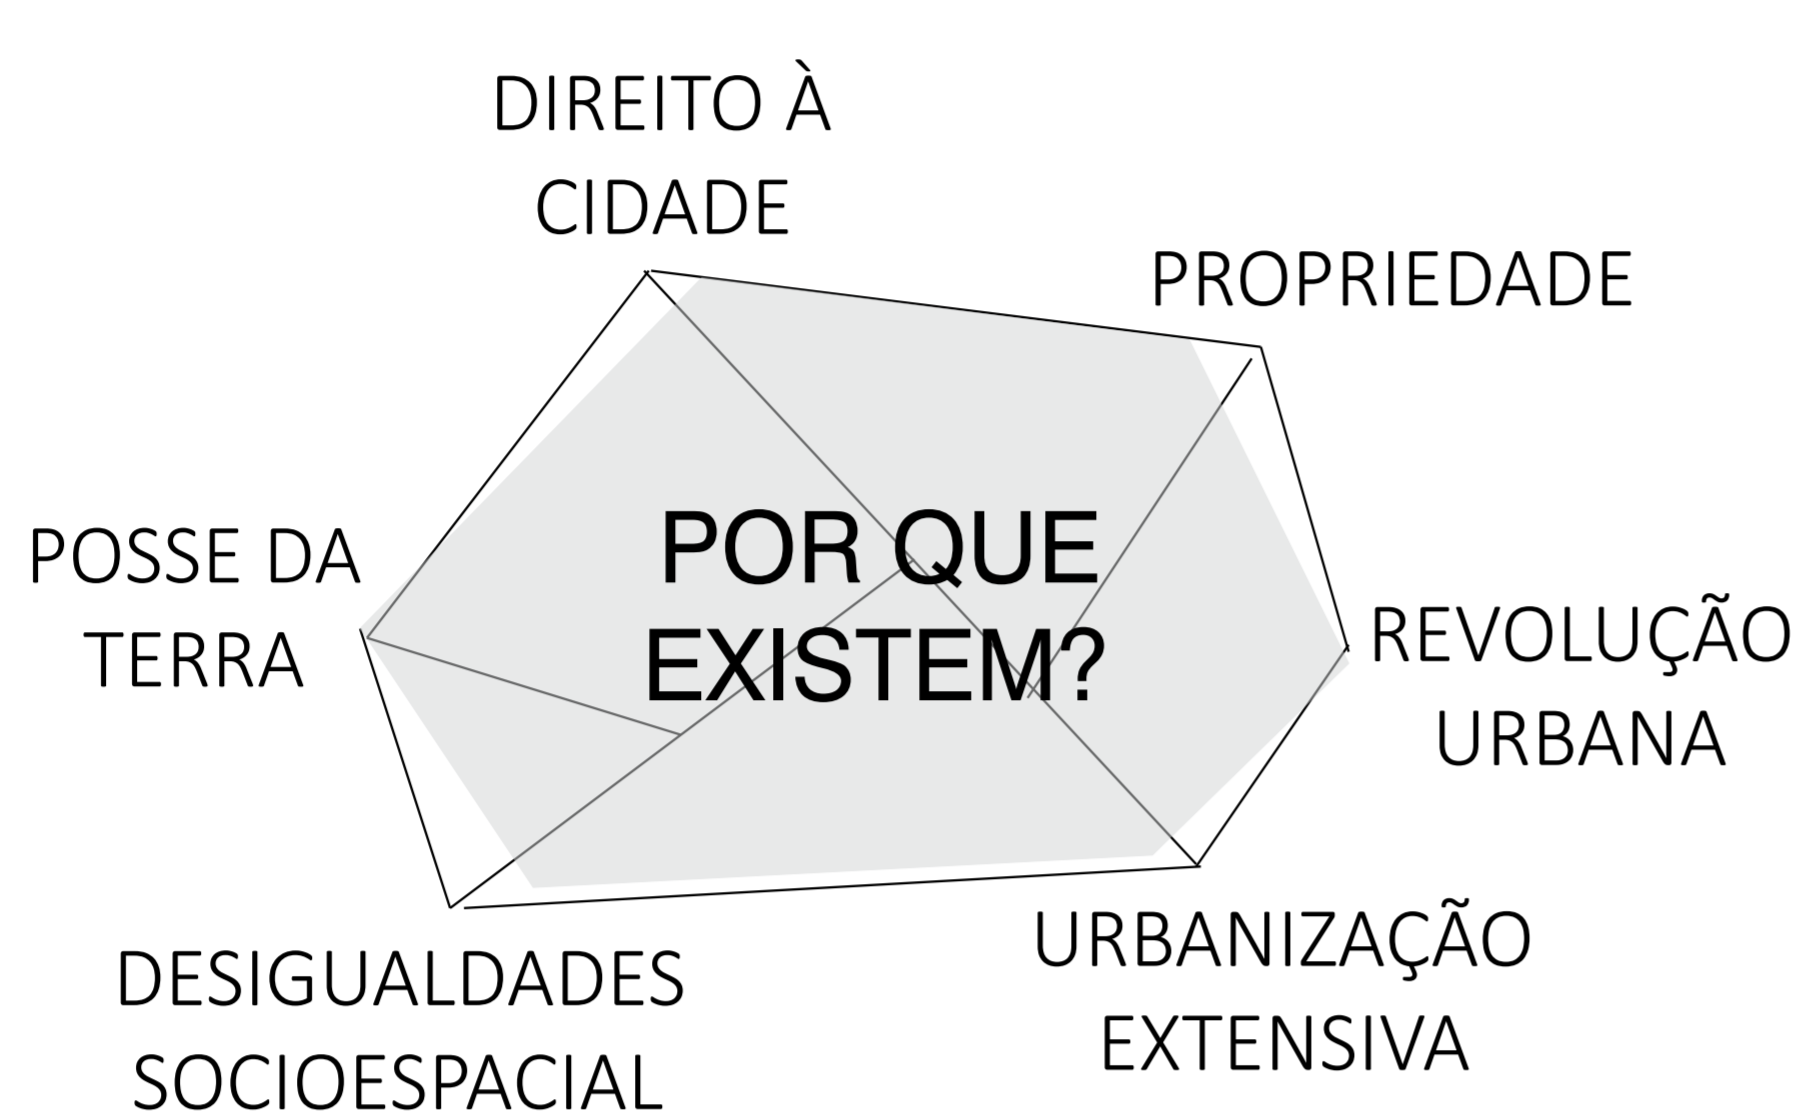 DIREITO À
CIDADE
PROPRIEDADE
POSSE DA
TERRA
POR QUE
EXISTEM?
REVOLUÇÃO
URBANA
DESIGUALDADES
SOCIOESPACIAL
URBANIZAÇÃO
EXTENSIVA